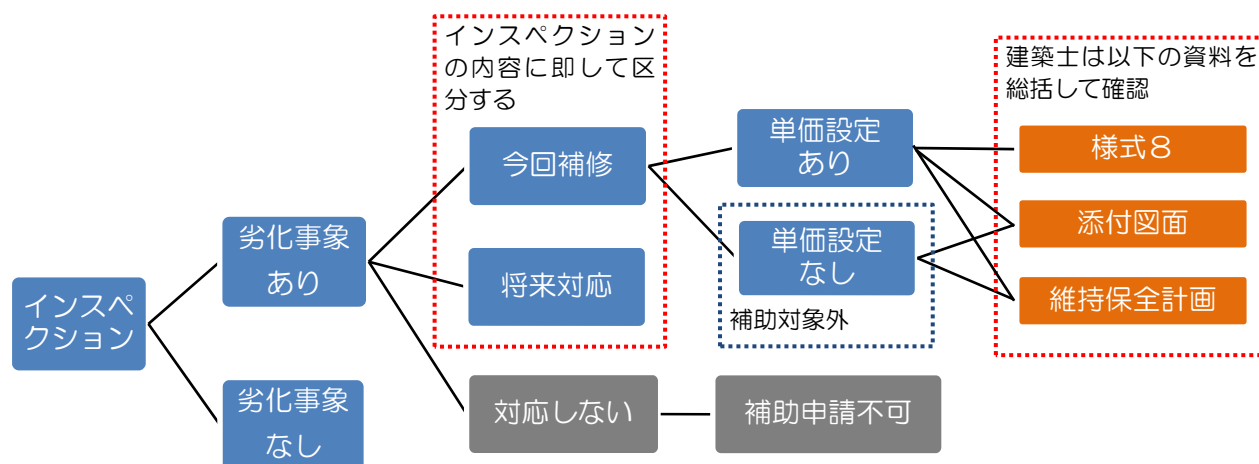 インスペ
クション
劣化事象
あり
劣化事象
なし
インスペクション
の内容に即して区
分する
今回補修
将来対応
対応しない
単価設定
あり
単価設定
なし
補助対象外
補助申請不可
建築士は以下の資料を
総括して確認
様式８
添付図面
維持保全計画